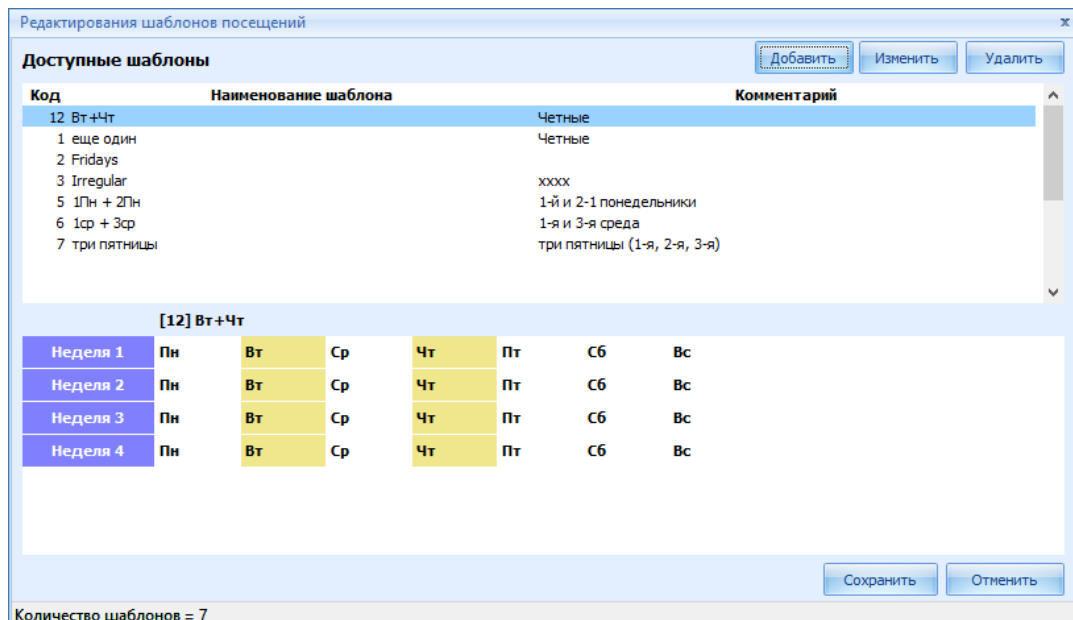 Редактирования шаблонов посещений x
Доступные шаблоны Добавить Изменить Удалить
Код Наименование шаблона Комментарий
12 Вт+Чт Четные
1 еще один Четные
2 Fridays
3 Irregular xxxx
5 1Пн + 2Пн 1-й и 2-1 понедельники
6 1ср + 3ср 1-я и 3-я среда
7 три пятницы три пятницы (1-я, 2-я, 3-я)
[12] Вт+Чт
Неделя 1 Пн Вт Ср Чт Пт Сб Вс
Неделя 2 Пн Вт Ср Чт Пт Сб Вс
Неделя 3 Пн Вт Ср Чт Пт Сб Вс
Неделя 4 Пн Вт Ср Чт Пт Сб Вс
Сохранить Отменить
Количество шаблонов = 7